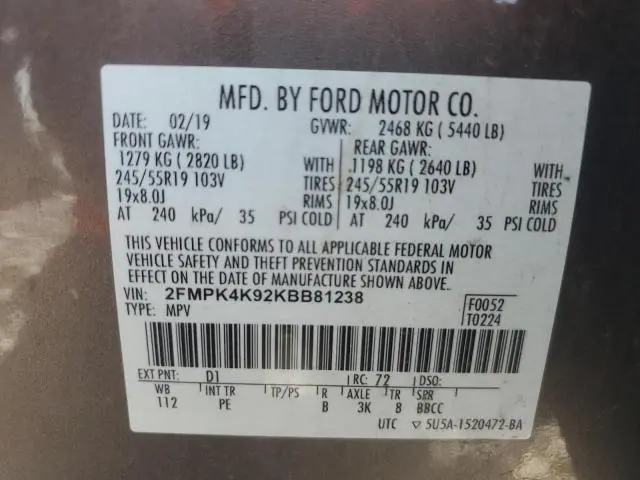 MFD. BY FORD MOTOR CO.
DATE: 02/19 GVWR: 2468 KG ( 5440 LB)
FRONT GAWR: REAR GAWR:
1279 KG ( 2820 LB) WITH 1198 KG ( 2640 LB) WITH
245/55R19 103V TIRES 245/55R19 103V TIRES
19x8.0J RIMS 19x8.0J RIMS
AT 240 kPa/ 35 PSI COLD AT 240 kPa/ 35 PSI COLD
THIS VEHICLE CONFORMS TO ALL APPLICABLE FEDERAL MOTOR
VEHICLE SAFETY AND THEFT PREVENTION STANDARDS IN
EFFECT ON THE DATE OF MANUFACTURE SHOWN ABOVE.
VIN: 2FMPK4K92KBB81238 F0052
TYPE: MPV T0224
EXT PNT: D1 RC: 72 DSO:
WB INT TR TP/PS R AXLE TR SPR
112 PE B 3K 8 BBCC
UTC ▽ 5U5A-1520472-BA